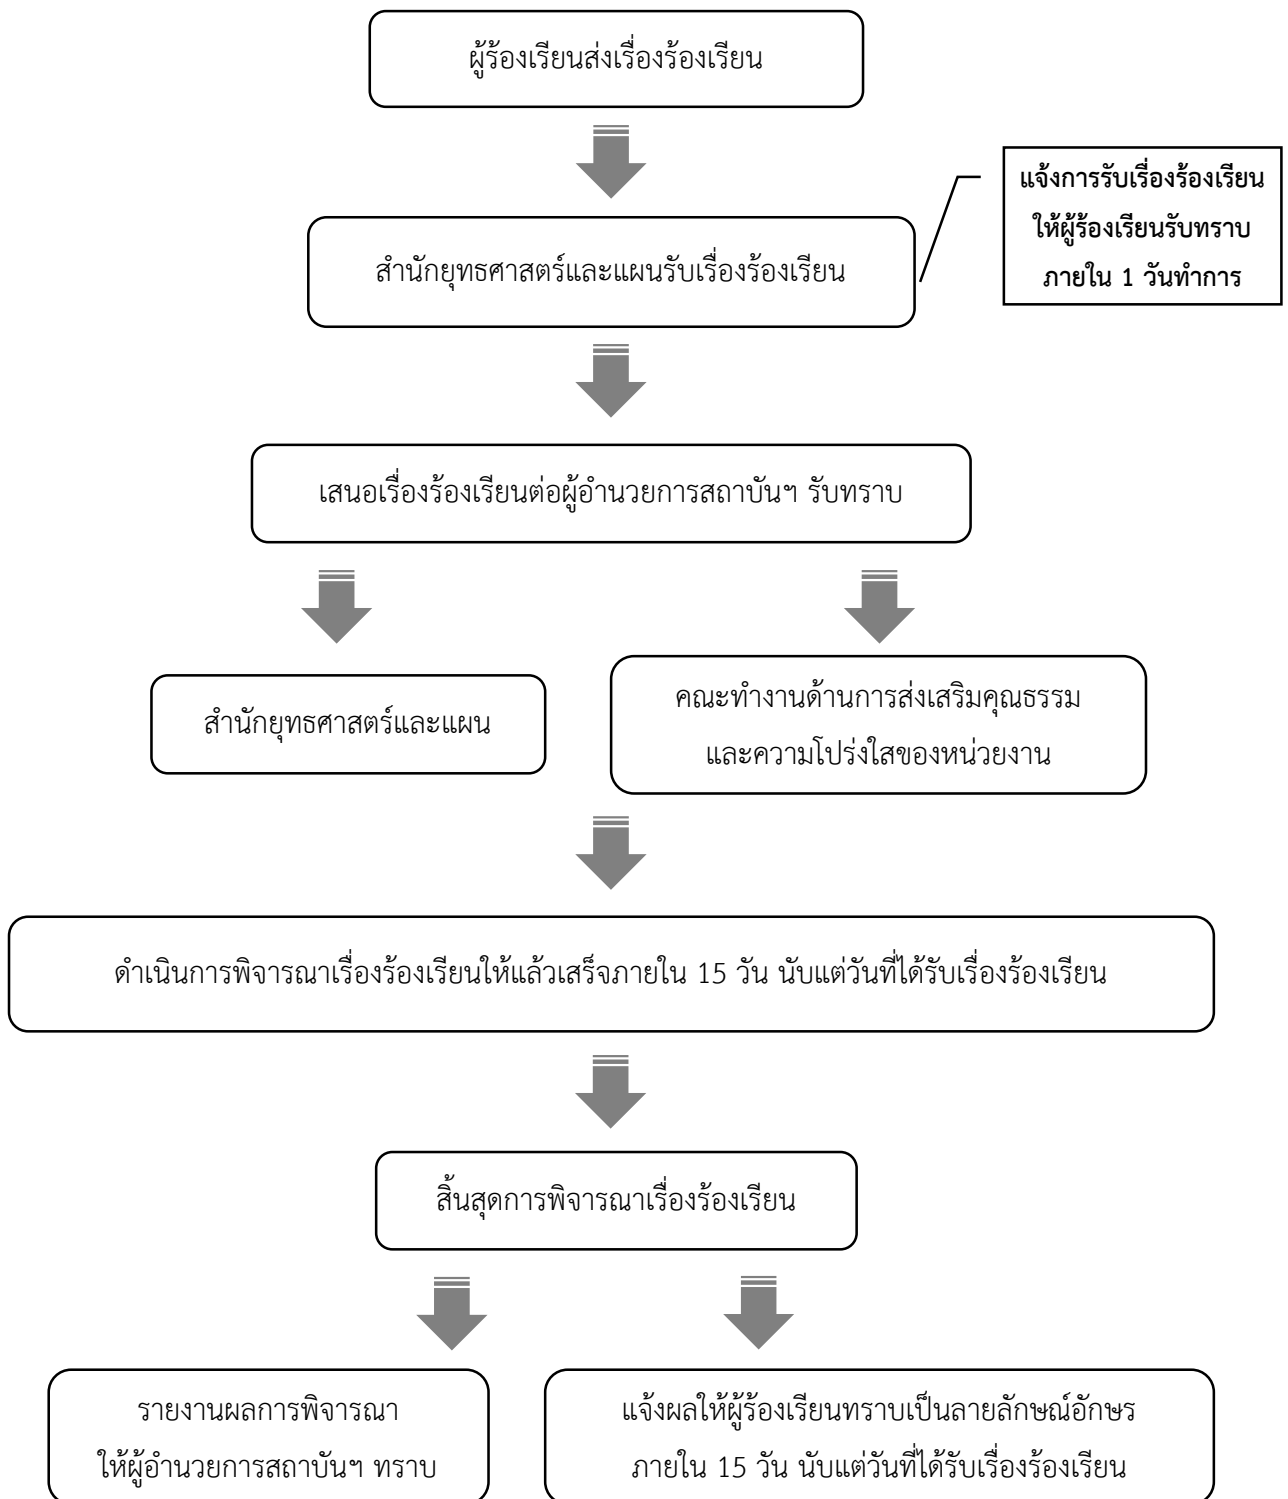 ผู้ร้องเรียนส่งเรื่องร้องเรียน
แจ้งการรับเรื่องร้องเรียน
ให้ผู้ร้องเรียนรับทราบ
ภายใน 1 วันทำการ
สำนักยุทธศาสตร์และแผนรับเรื่องร้องเรียน
เสนอเรื่องร้องเรียนต่อผู้อำนวยการสถาบันฯ รับทราบ
สำนักยุทธศาสตร์และแผน
คณะทำงานด้านการส่งเสริมคุณธรรม
และความโปร่งใสของหน่วยงาน
ดำเนินการพิจารณาเรื่องร้องเรียนให้แล้วเสร็จภายใน 15 วัน นับแต่วันที่ได้รับเรื่องร้องเรียน
สิ้นสุดการพิจารณาเรื่องร้องเรียน
รายงานผลการพิจารณา
ให้ผู้อำนวยการสถาบันฯ ทราบ
แจ้งผลให้ผู้ร้องเรียนทราบเป็นลายลักษณ์อักษร
ภายใน 15 วัน นับแต่วันที่ได้รับเรื่องร้องเรียน